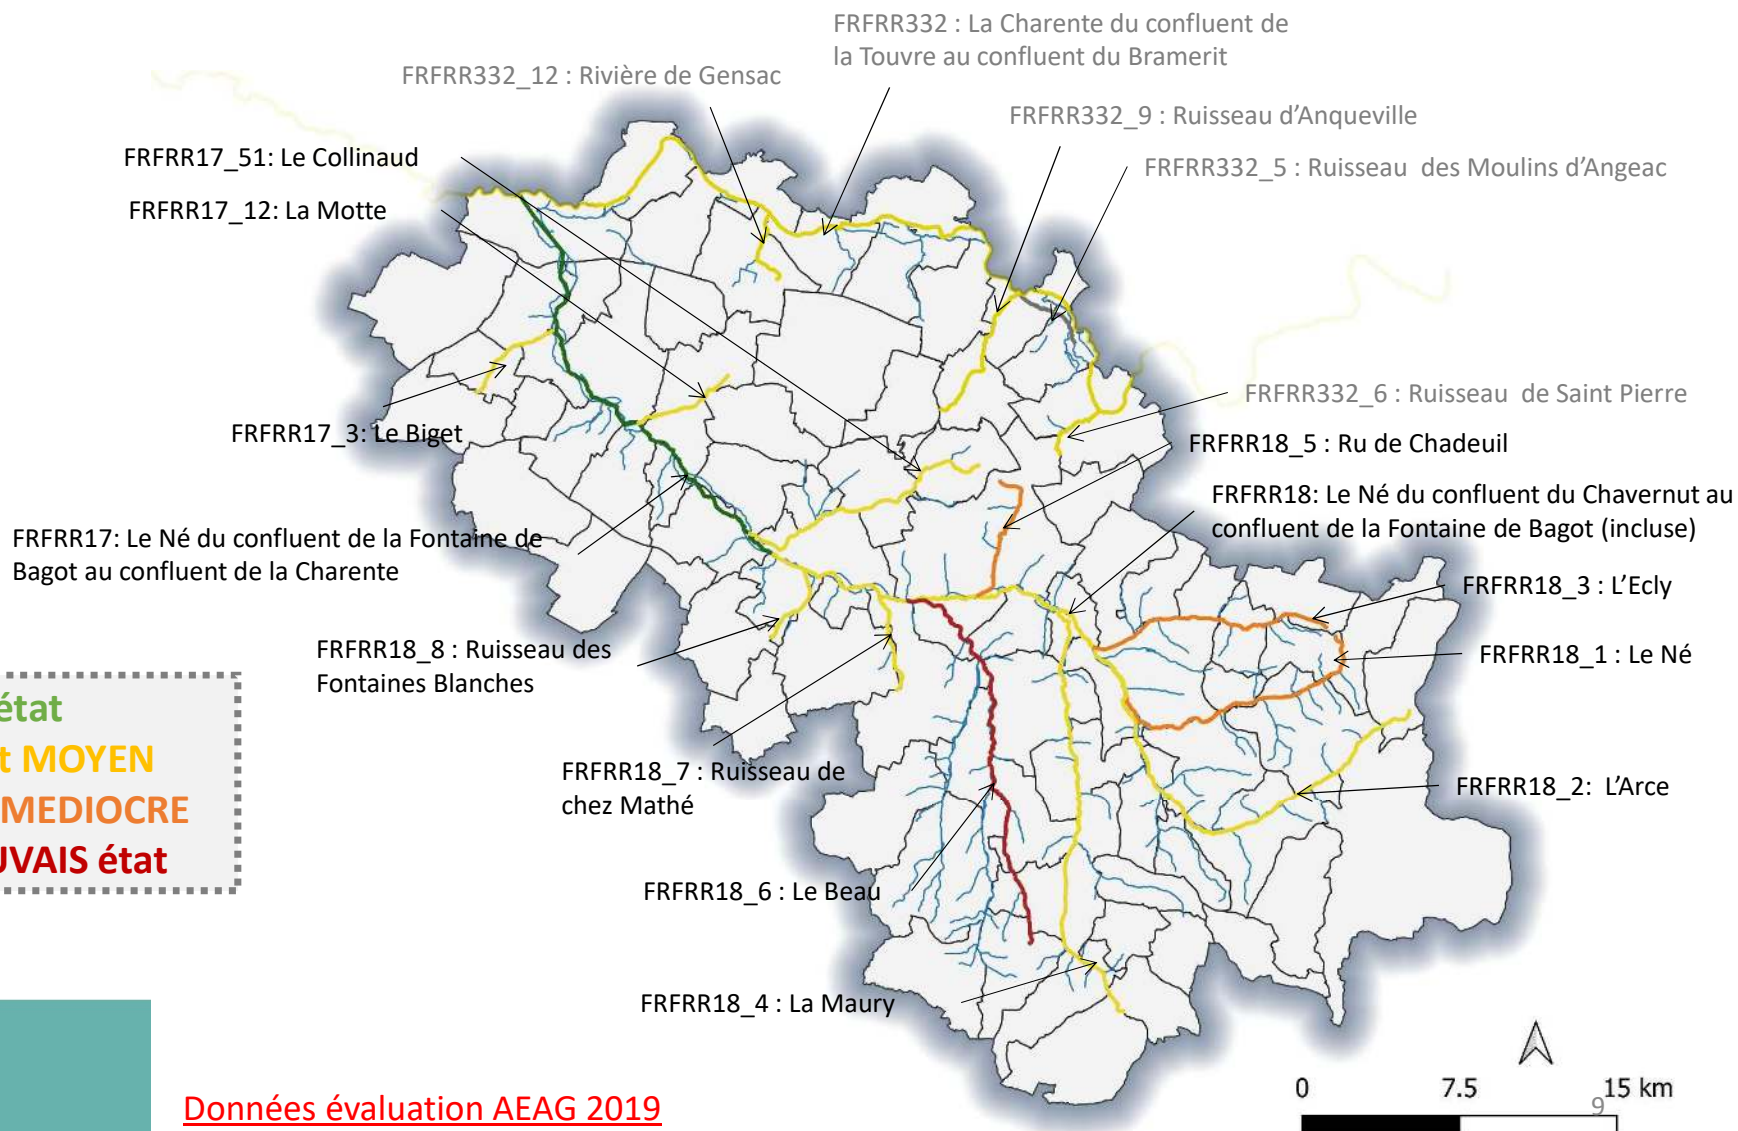 FRFRR332 : La Charente du confluent de
la Touvre au confluent du Bramerit
FRFRR332_12 : Rivière de Gensac
FRFRR332_9 : Ruisseau d'Anqueville
FRFRR17_51: Le Collinaud
FRFRR332_5 : Ruisseau des Moulins d'Angeac
FRFRR17_12: La Motte
FRFRR332_6 : Ruisseau de Saint Pierre
FRFRR17_3: Le Biget
FRFRR18_5 : Ru de Chadeuil
FRFRR18: Le Né du confluent du Chavernut au
confluent de la Fontaine de Bagot (incluse)
FRFRR17: Le Né du confluent de la Fontaine de
Bagot au confluent de la Charente
FRFRR18_3 : L'Ecly
FRFRR18_8 : Ruisseau des
Fontaines Blanches
FRFRR18_1 : Le Né
état
t MOYEN
MEDIOCRE
UVAIS état
FRFRR18_7 : Ruisseau de
chez Mathé
FRFRR18_2: L'Arce
FRFRR18_6 : Le Beau
FRFRR18_4 : La Maury
0 7.5 15 km
9
Données évaluation AEAG 2019